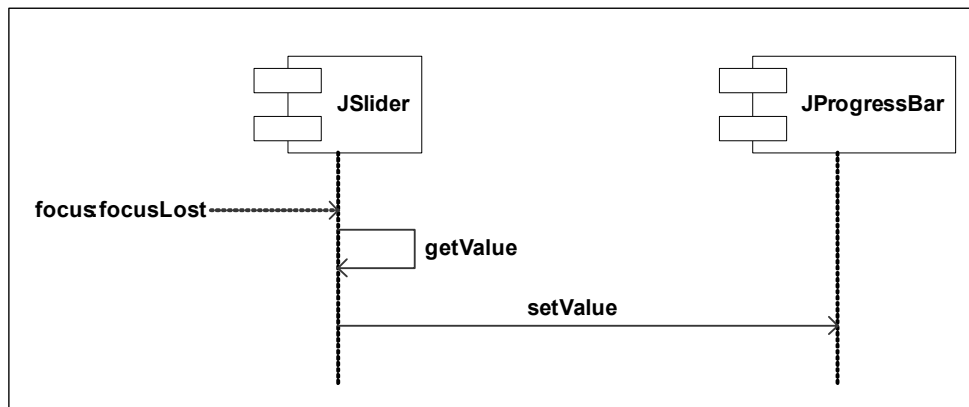 JSlider
JProgressBar
focus:focusLost
getValue
setValue